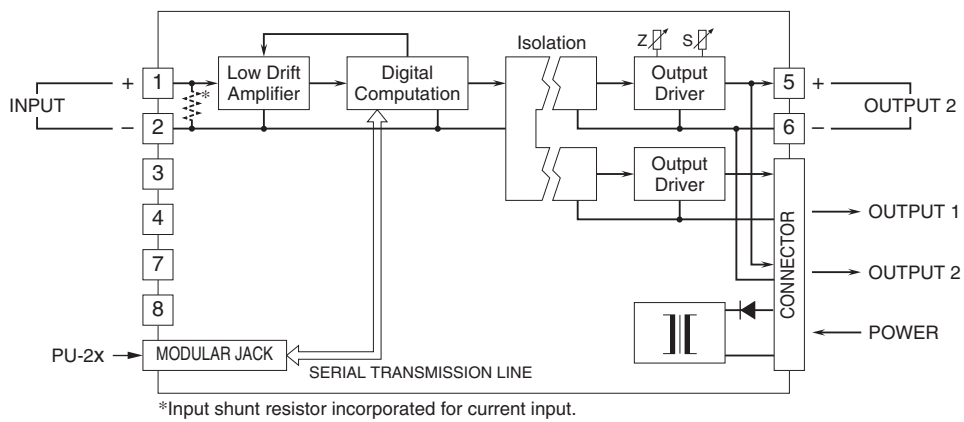 Isolation
Z
S
INPUT
+
1
*
Low Drift
Amplifier
Digital
Computation
Output
Driver
5
+
OUTPUT 2
−
2
6
−
3
Output
Driver
4
OUTPUT 1
7
OUTPUT 2
CONNECTOR
8
POWER
PU-2x
MODULAR JACK
SERIAL TRANSMISSION LINE
*Input shunt resistor incorporated for current input.